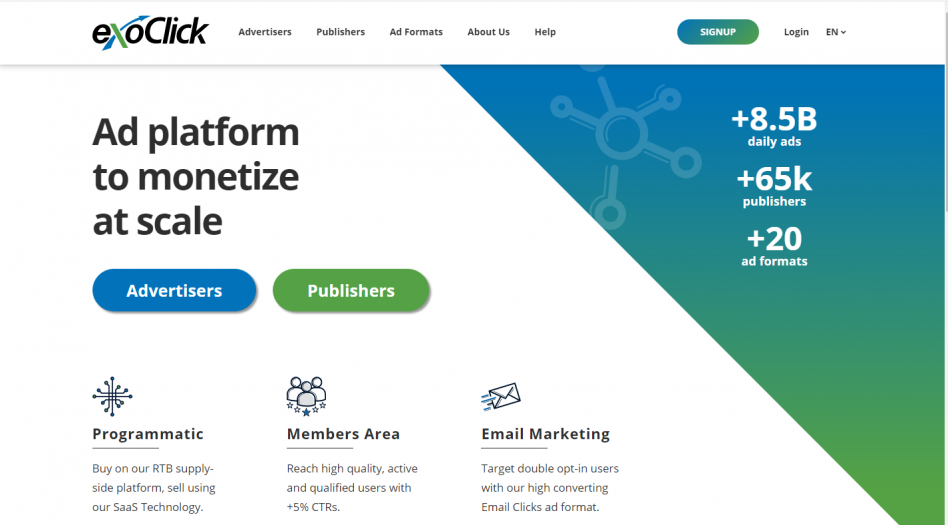 exoClick
Advertisers
Publishers
Ad Formats
About Us
Help
SIGNUP
Login
EN
Ad platform
to monetize
at scale
Advertisers
Publishers
+8.5B
daily ads
+65k
publishers
+20
ad formats
Programmatic
Buy on our RTB supply-
side platform, sell using
our SaaS Technology.
Members Area
Reach high quality, active
and qualified users with
+5% CTRs.
Email Marketing
Target double opt-in users
with our high converting
Email Clicks ad format.